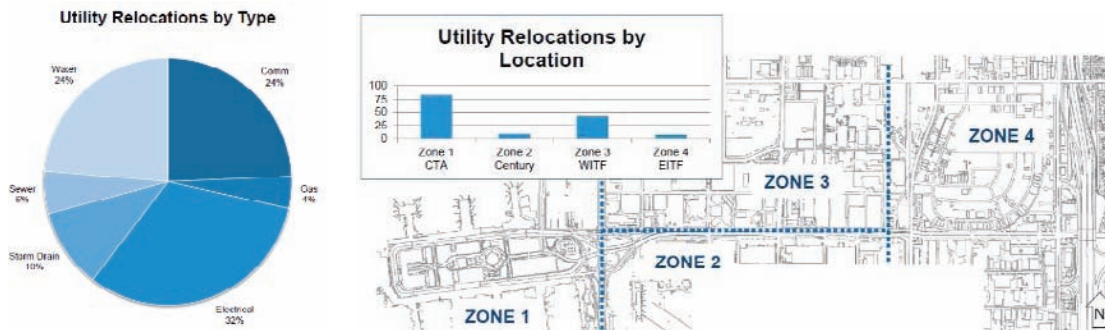 Utility Relocations by Type
Water
24%
Comm
24%
Sewer
6%
Gas
4%
Storm Drain
10%
Electrical
32%
Utility Relocations by
Location
100
75
50
25
0
Zone 1
CTA
Zone 2
Century
Zone 3
WITF
Zone 4
EITF
ZONE 4
ZONE 3
ZONE 2
ZONE 1
N